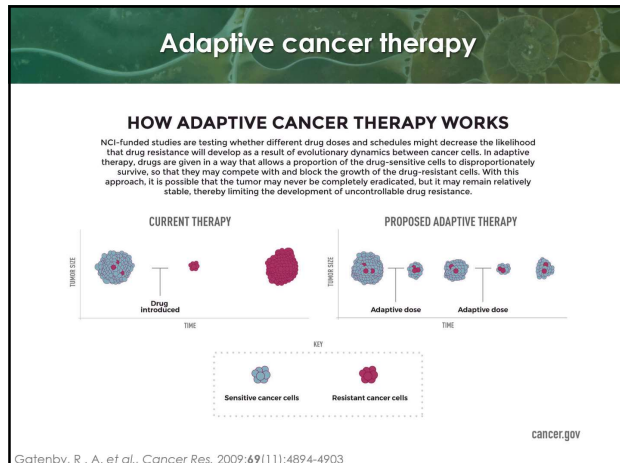 Adaptive cancer therapy
HOW ADAPTIVE CANCER THERAPY WORKS
NCI-funded studies are testing whether different drug doses and schedules might decrease the likelihood
that drug resistance will develop as a result of evolutionary dynamics between cancer cells. In adaptive
therapy, drugs are given in a way that allows a proportion of the drug-sensitive cells to disproportionately
survive, so that they may compete with and block the growth of the drug-resistant cells. With this
approach, it is possible that the tumor may never be completely eradicated, but it may remain relatively
stable, thereby limiting the development of uncontrollable drug resistance.
CURRENT THERAPY
TUMOR SIZE
Drug
introduced
TIME
PROPOSED ADAPTIVE THERAPY
TUMOR SIZE
Adaptive dose
Adaptive dose
TIME
KEY
Sensitive cancer cells
Resistant cancer cells
cancer.gov
Gatenby, R . A. et al., Cancer Res. 2009;69(11):4894-4903